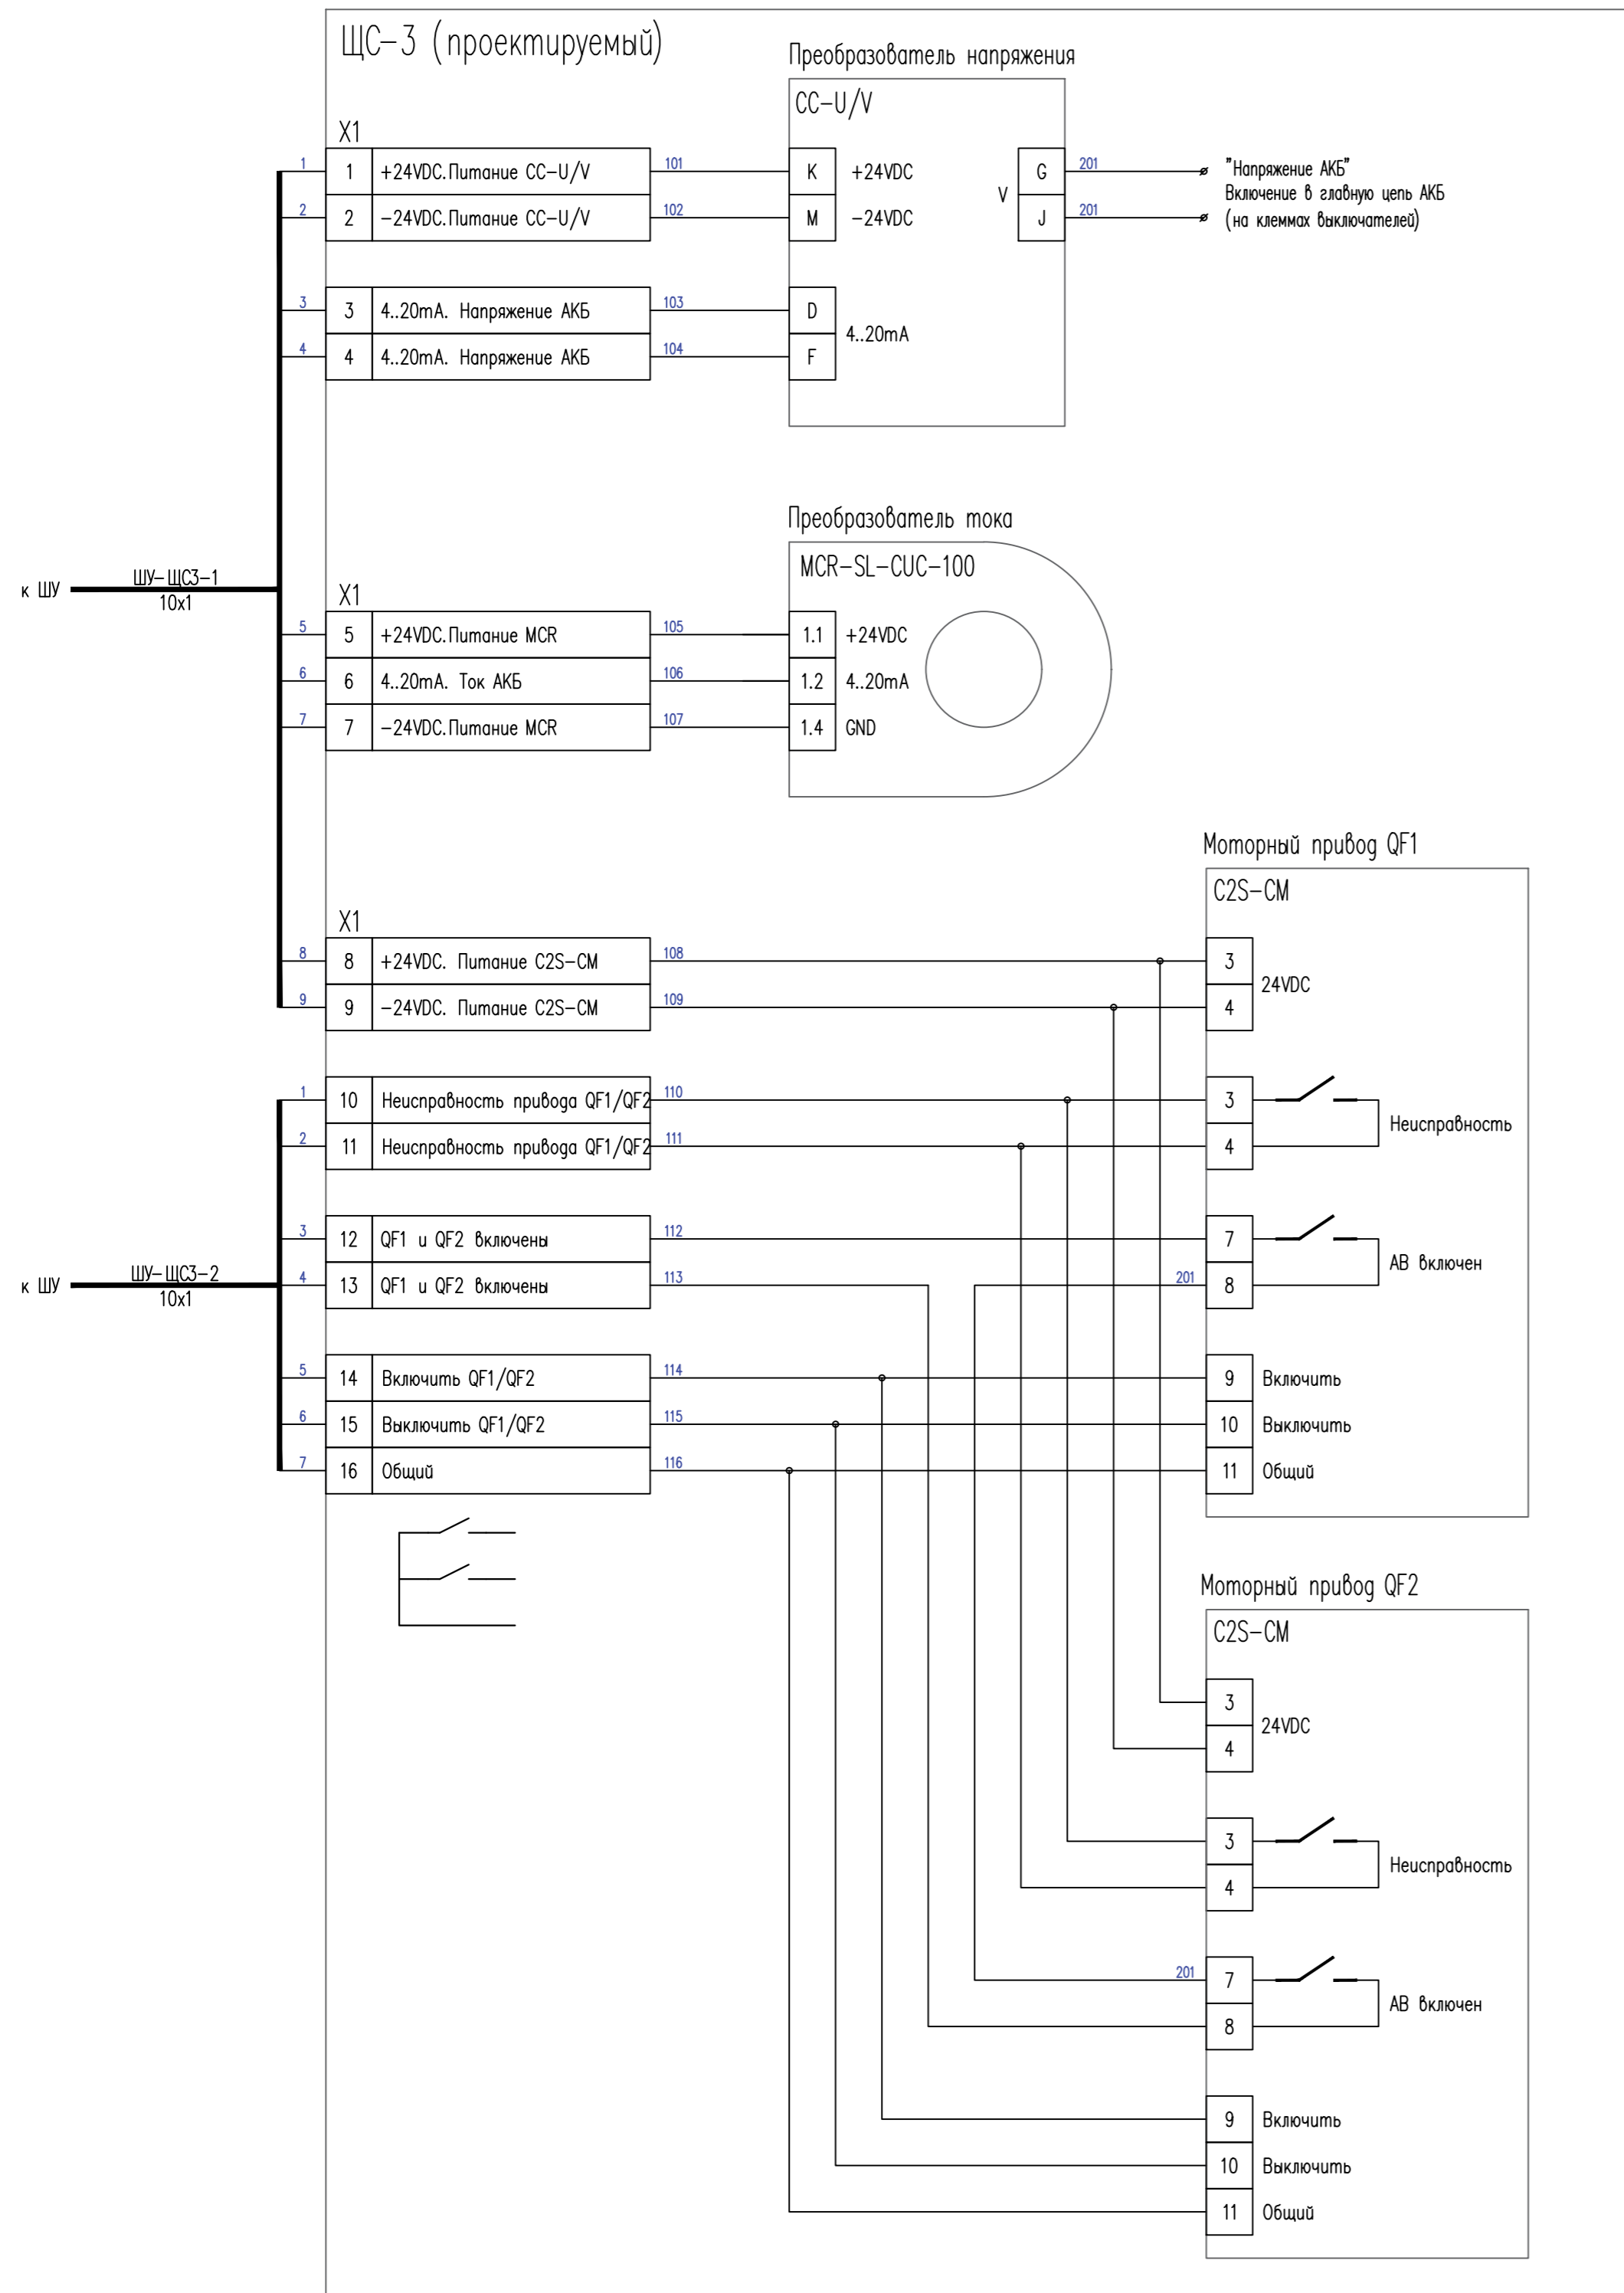 ЩС-3 (проектируемый)
Преобразователь напряжения
CC-U/V
X1
1 1 +24VDC.Питание CC-U/V 101 K +24VDC G 201 "Напряжение АКБ"
V
Включение в главную цепь АКБ
2 2 -24VDC.Питание CC-U/V 102 M -24VDC J 201 (на клеммах выключателей)
3 3 4..20mA. Напряжение АКБ 103 D
4..20mA
4 4 4..20mA. Напряжение АКБ 104 F
Преобразователь тока
MCR-SL-CUC-100
к ШУ ШУ-ЩС3-1
10x1
X1
5 5 +24VDC.Питание MCR 105 1.1 +24VDC
6 6 4..20mA. Ток АКБ 106 1.2 4..20mA
7 7 -24VDC.Питание MCR 107 1.4 GND
Моторный привод QF1
C2S-CM
X1
8 8 +24VDC. Питание C2S-CM 108 3
24VDC
9 9 -24VDC. Питание C2S-CM 109 4
1 10 Неисправность привода QF1/QF2 110 3
Неисправность
2 11 Неисправность привода QF1/QF2 111 4
3 12 QF1 и QF2 включены 112 7
АВ включен
к ШУ ШУ-ЩС3-2
10x1
4 13 QF1 и QF2 включены 113 201 8
5 14 Включить QF1/QF2 114 9 Включить
6 15 Выключить QF1/QF2 115 10 Выключить
7 16 Общий 116 11 Общий
Моторный привод QF2
C2S-CM
3
24VDC
4
3
Неисправность
4
201 7
АВ включен
8
9 Включить
10 Выключить
11 Общий